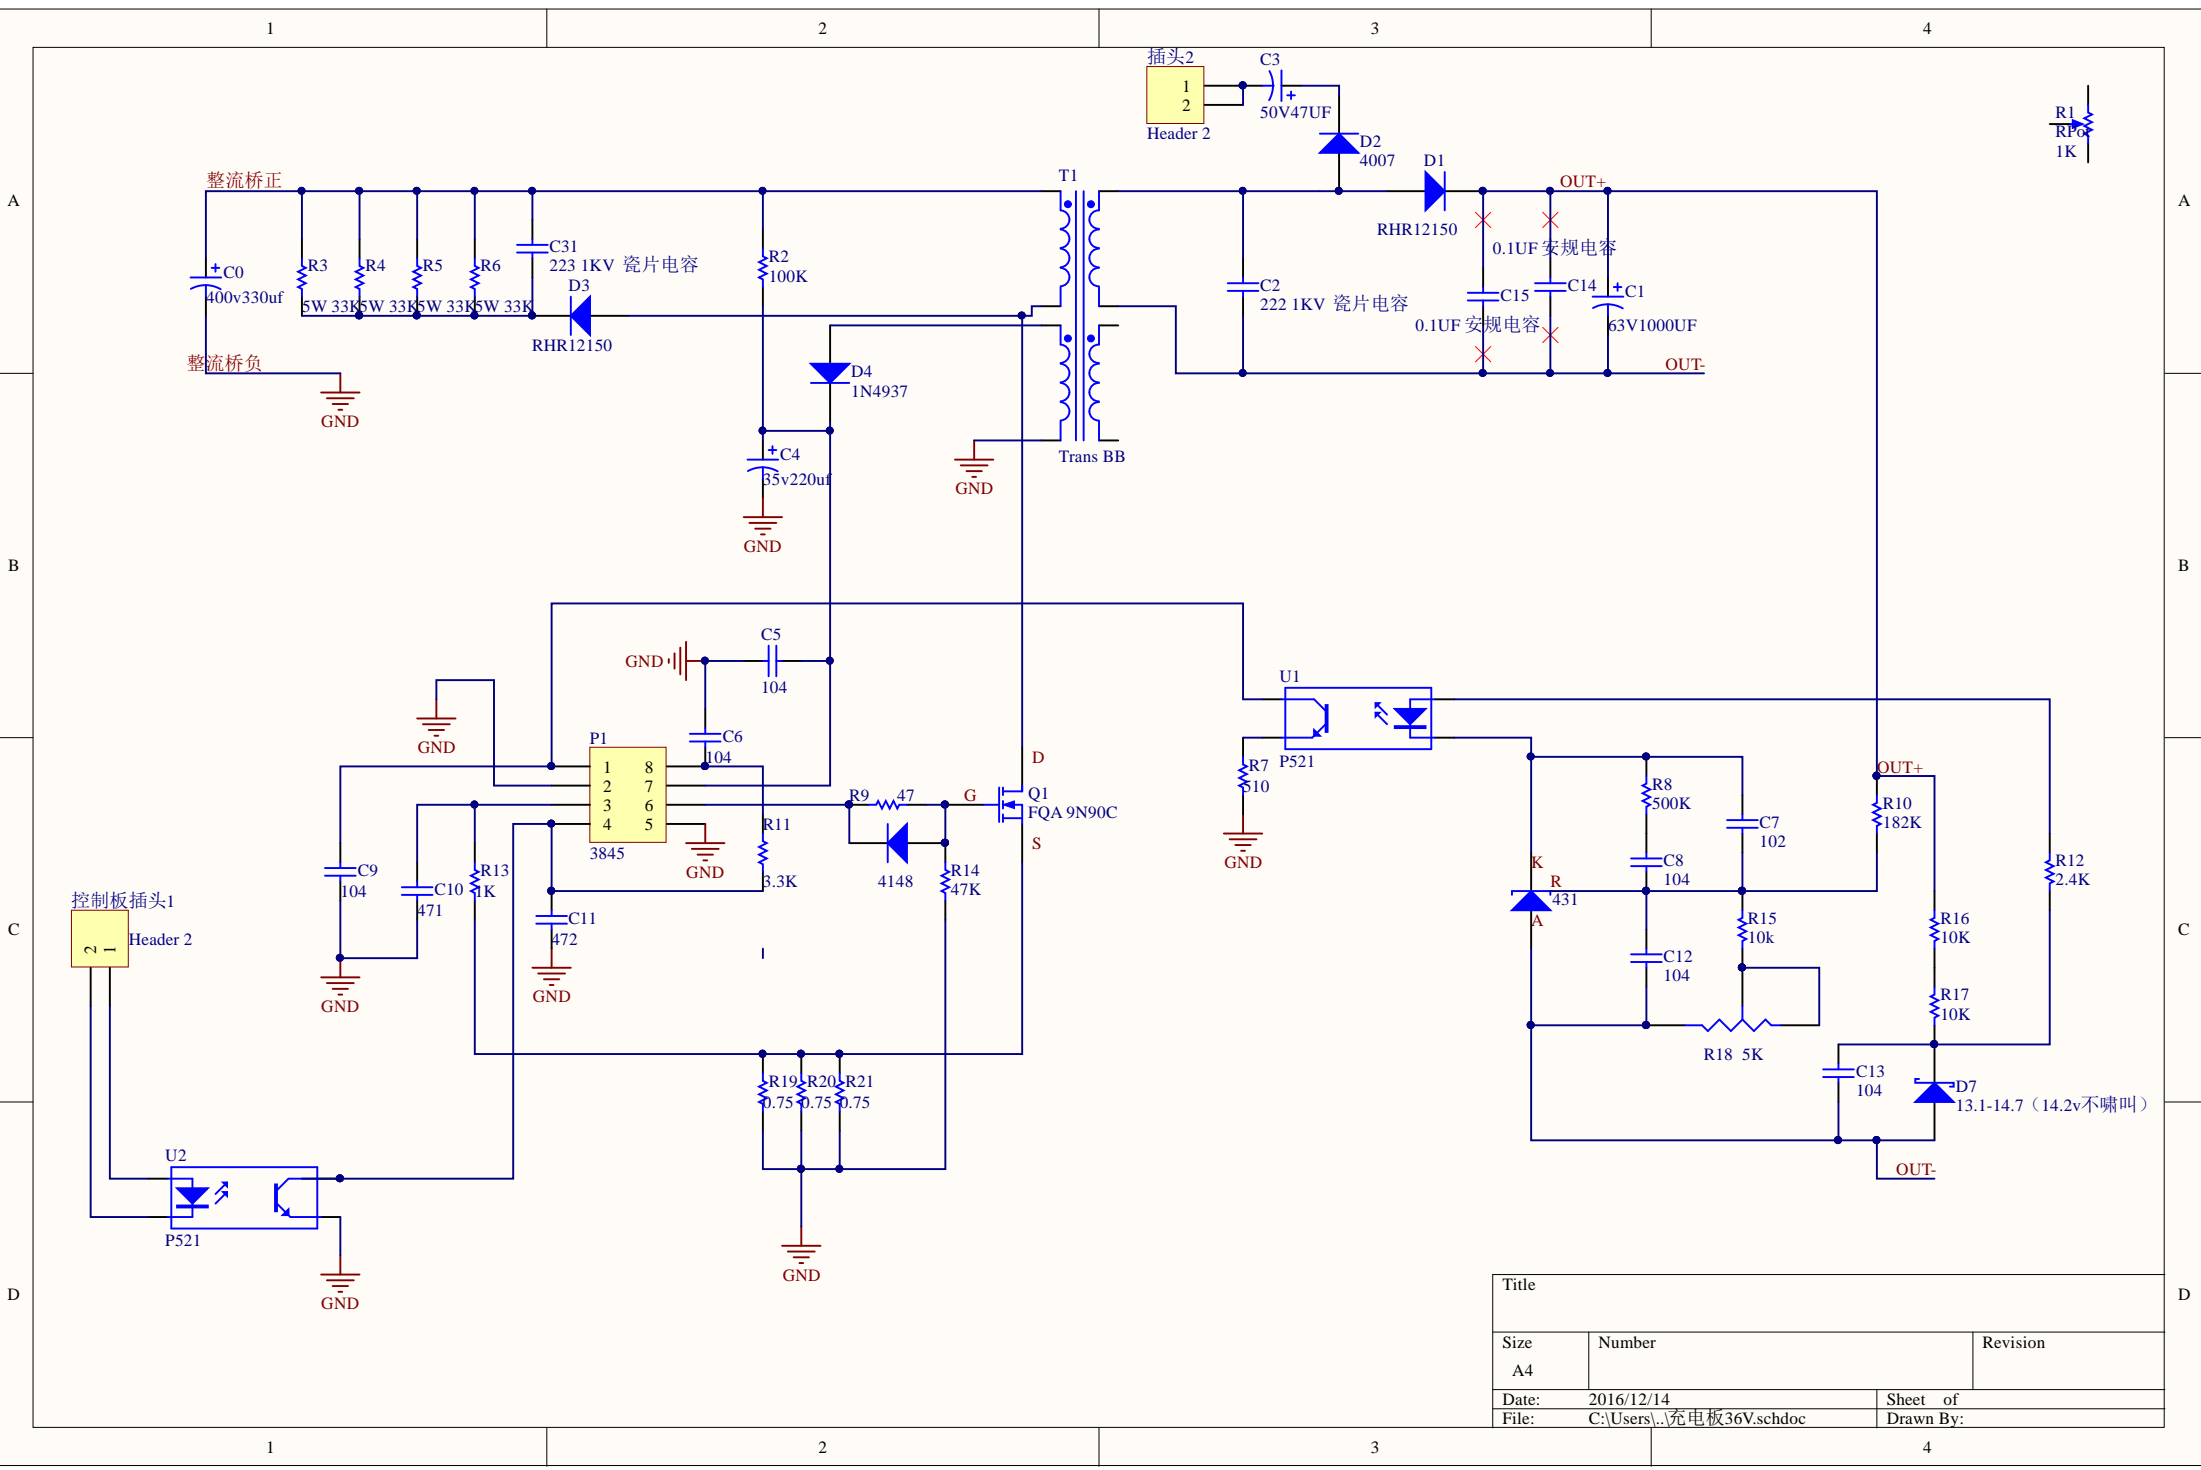 1 2 3 4
插头2
1
2
Header 2
C3
50V47UF
D2
4007
D1
RHR12150
R1
RPot
1K
A A
整流桥正
T1
OUT+
C0
400v330uf
R3
5W 33K
R4
5W 33K
R5
5W 33K
R6
5W 33K
C31
223 1KV 瓷片电容
D3
RHR12150
R2
100K
C2
222 1KV 瓷片电容
0.1UF 安规电容
C15
0.1UF 安规电容
C14
C1
63V1000UF
OUT-
整流桥负
GND
D4
1N4937
C4
35v220uf
GND
GND
Trans BB
B B
GND
C5
104
C6
104
GND
P1
1 8
2 7
3 6
4 5
3845
GND
R9 47
4148
G
D
Q1
FQA 9N90C
S
R11
3.3K
R14
47K
C9
104
C10
471
R13
1K
C11
472
GND
GND
U1
P521
R7
510
GND
R8
500K
C7
102
C8
104
OUT+
R10
182K
R12
2.4K
K
R
431
A
C12
104
R15
10k
R18 5K
R16
10K
R17
10K
C13
104
D7
13.1-14.7（14.2v不啸叫）
OUT-
C C
控制板插头1
2 1
Header 2
R19
0.75
R20
0.75
R21
0.75
GND
U2
P521
GND
D D
Title
Size
A4
Number
Revision
Date: 2016/12/14
Sheet of
File: C:\Users\..\充电板36V.schdoc
Drawn By:
1 2 3 4